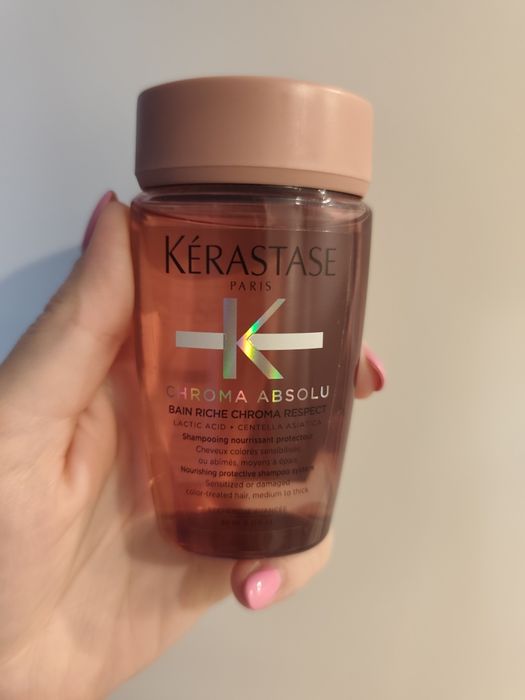 KÉRASTASE
PARIS
K
CHROMA ABSOLU
BAIN RICHE CHROMA RESPECT
LACTIC ACID • CENTELLA ASIATICA
Shampooing nourrissant protecteur
Cheveux colorés sensibilisés
ou abîmés, moyens à épais
Nourishing protective shampoo system
Sensitized or damaged
color-treated hair, medium to thick